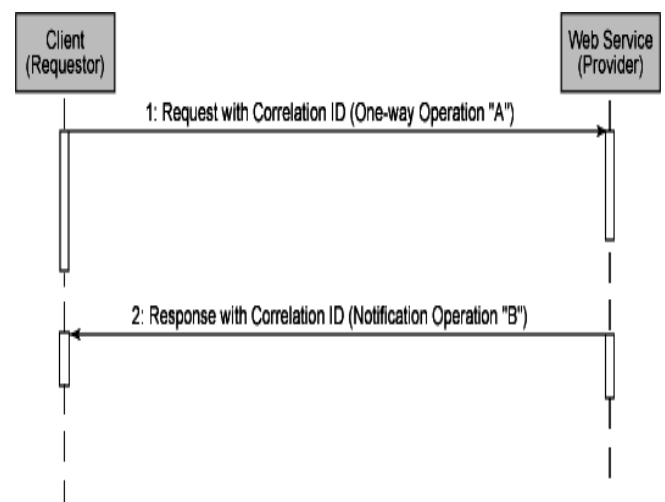 Client
(Requestor)
Web Service
(Provider)
1: Request with Correlation ID (One-way Operation "A")
2: Response with Correlation ID (Notification Operation "B")